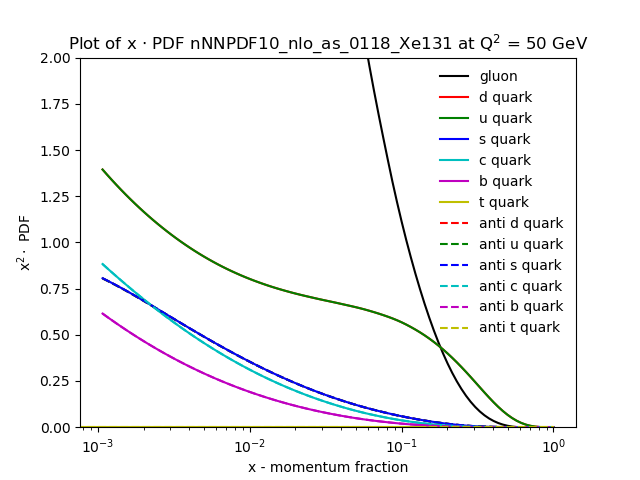 Plot of x · PDF nNNPDF10_nlo_as_0118_Xe131 at Q² = 50 GeV
2.00
1.75
1.50
1.25
1.00
0.75
0.50
0.25
0.00
x²· PDF
gluon
d quark
u quark
s quark
c quark
b quark
t quark
anti d quark
anti u quark
anti s quark
anti c quark
anti b quark
anti t quark
10⁻³ 10⁻² 10⁻¹ 10⁰
x - momentum fraction